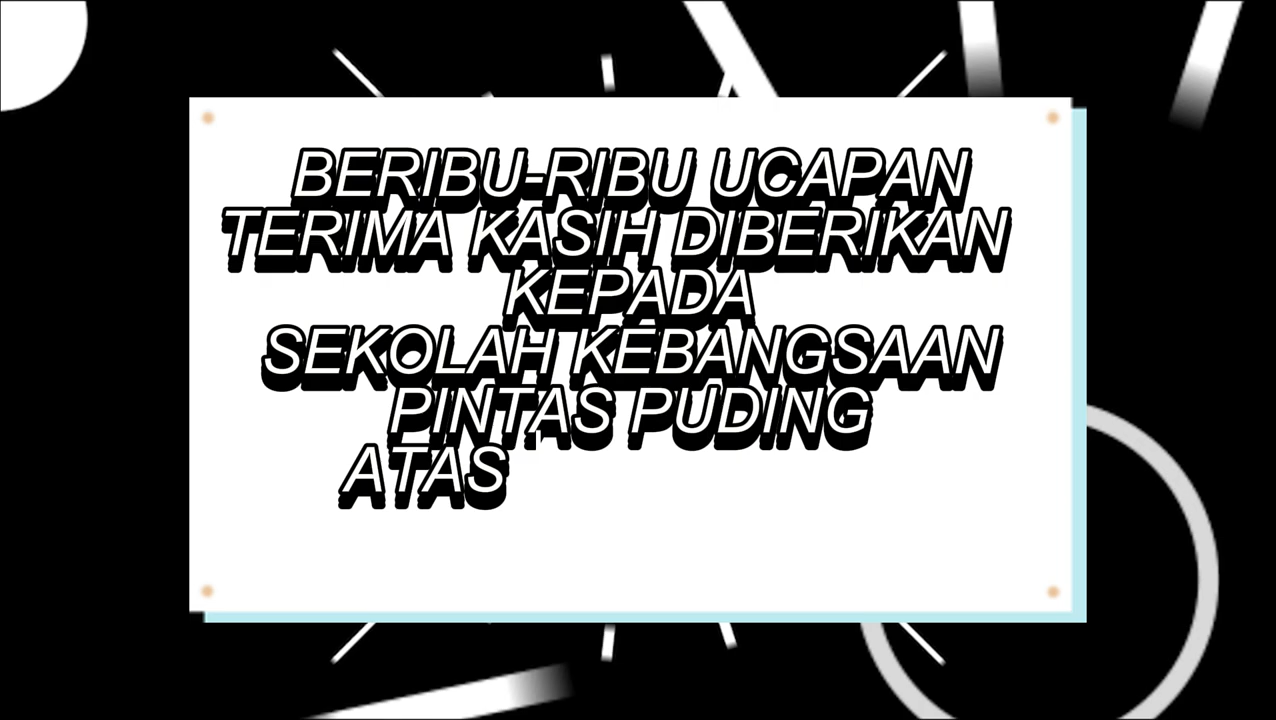 BERIBU-RIBU UCAPAN
TERIMA KASIH DIBERIKAN
KEPADA
SEKOLAH KEBANGSAAN
PINTAS PUDING
ATAS